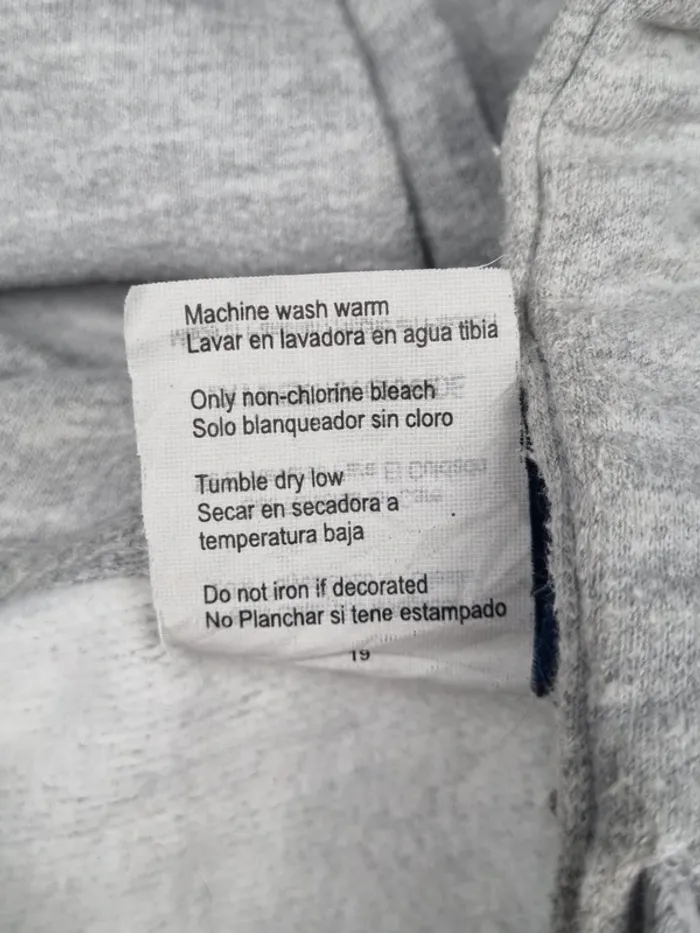 Machine wash warm
Lavar en lavadora en agua tibia
Only non-chlorine bleach
Solo blanqueador sin cloro
Tumble dry low
Secar en secadora a
temperatura baja
Do not iron if decorated
No Planchar si tene estampado
19